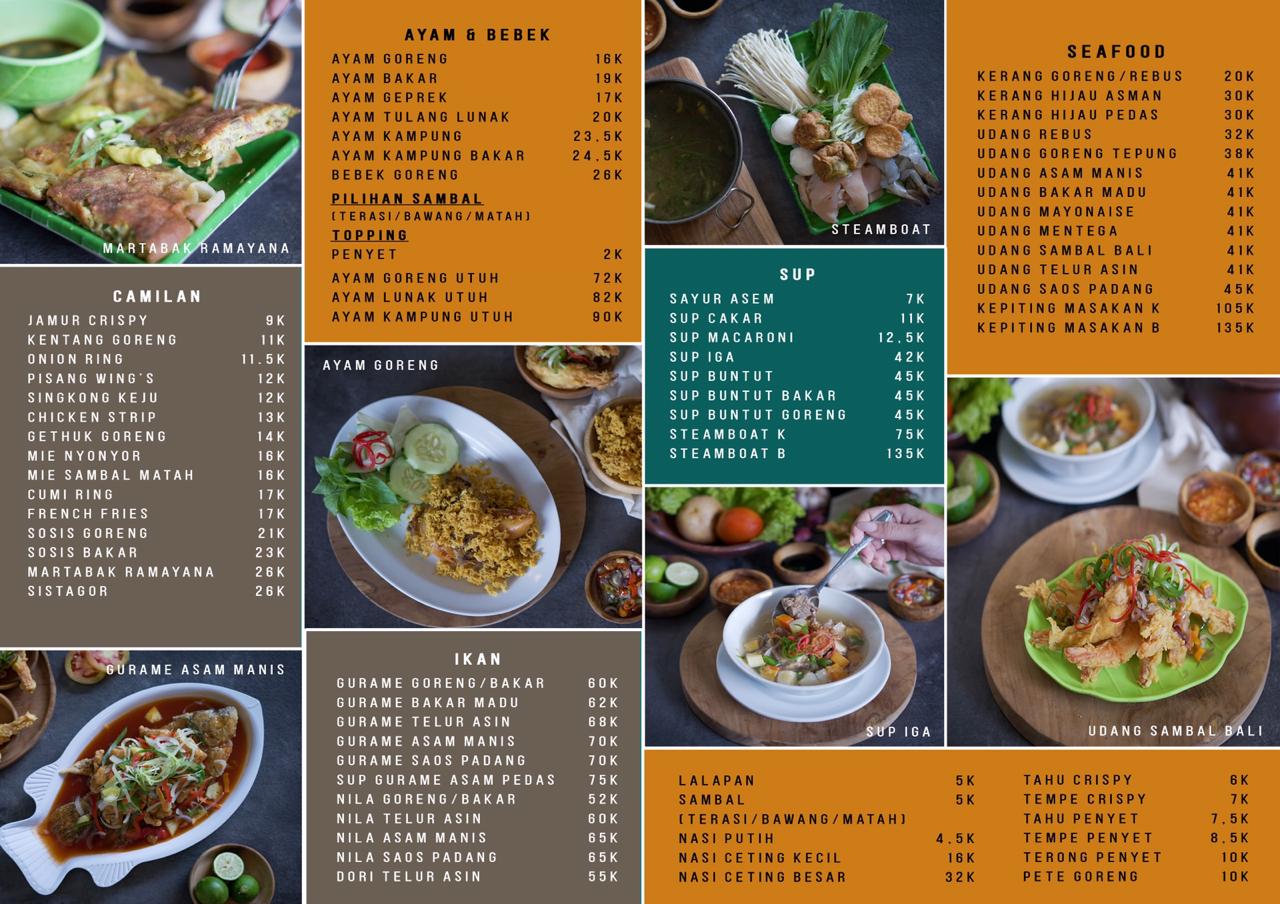 MARTABAK RAMAYANA
CAMILAN
JAMUR CRISPY 9K
KENTANG GORENG 11K
ONION RING 11.5K
PISANG WING'S 12K
SINGKONG KEJU 12K
CHICKEN STRIP 13K
GETHUK GORENG 14K
MIE NYONYOR 16K
MIE SAMBAL MATAH 16K
CUMI RING 17K
FRENCH FRIES 17K
SOSIS GORENG 21K
SOSIS BAKAR 23K
MARTABAK RAMAYANA 26K
SISTAGOR 26K
GURAME ASAM MANIS
AYAM & BEBEK
AYAM GORENG 16K
AYAM BAKAR 19K
AYAM GEPREK 17K
AYAM TULANG LUNAK 20K
AYAM KAMPUNG 23,5K
AYAM KAMPUNG BAKAR 24,5K
BEBEK GORENG 26K
PILIHAN SAMBAL
(TERASI/BAWANG/MATAH)
TOPPING
PENYET 2K
AYAM GORENG UTUH 72K
AYAM LUNAK UTUH 82K
AYAM KAMPUNG UTUH 90K
AYAM GORENG
IKAN
GURAME GORENG/BAKAR 60K
GURAME BAKAR MADU 62K
GURAME TELUR ASIN 68K
GURAME ASAM MANIS 70K
GURAME SAOS PADANG 70K
SUP GURAME ASAM PEDAS 75K
NILA GORENG/BAKAR 52K
NILA TELUR ASIN 60K
NILA ASAM MANIS 65K
NILA SAOS PADANG 65K
DORI TELUR ASIN 55K
STEAMBOAT
SUP
SAYUR ASEM 7K
SUP CAKAR 11K
SUP MACARONI 12,5K
SUP IGA 42K
SUP BUNTUT 45K
SUP BUNTUT BAKAR 45K
SUP BUNTUT GORENG 45K
STEAMBOAT K 75K
STEAMBOAT B 135K
SUP IGA
SEAFOOD
KERANG GORENG/REBUS 20K
KERANG HIJAU ASMAN 30K
KERANG HIJAU PEDAS 30K
UDANG REBUS 32K
UDANG GORENG TEPUNG 38K
UDANG ASAM MANIS 41K
UDANG BAKAR MADU 41K
UDANG MAYONAISE 41K
UDANG MENTEGA 41K
UDANG SAMBAL BALI 41K
UDANG TELUR ASIN 41K
UDANG SAOS PADANG 45K
KEPITING MASAKAN K 105K
KEPITING MASAKAN B 135K
UDANG SAMBAL BALI
LALAPAN 5K
SAMBAL 5K
(TERASI/BAWANG/MATAH)
NASI PUTIH 4,5K
NASI CETING KECIL 16K
NASI CETING BESAR 32K
TAHU CRISPY 6K
TEMPE CRISPY 7K
TAHU PENYET 7,5K
TEMPE PENYET 8,5K
TERONG PENYET 10K
PETE GORENG 10K